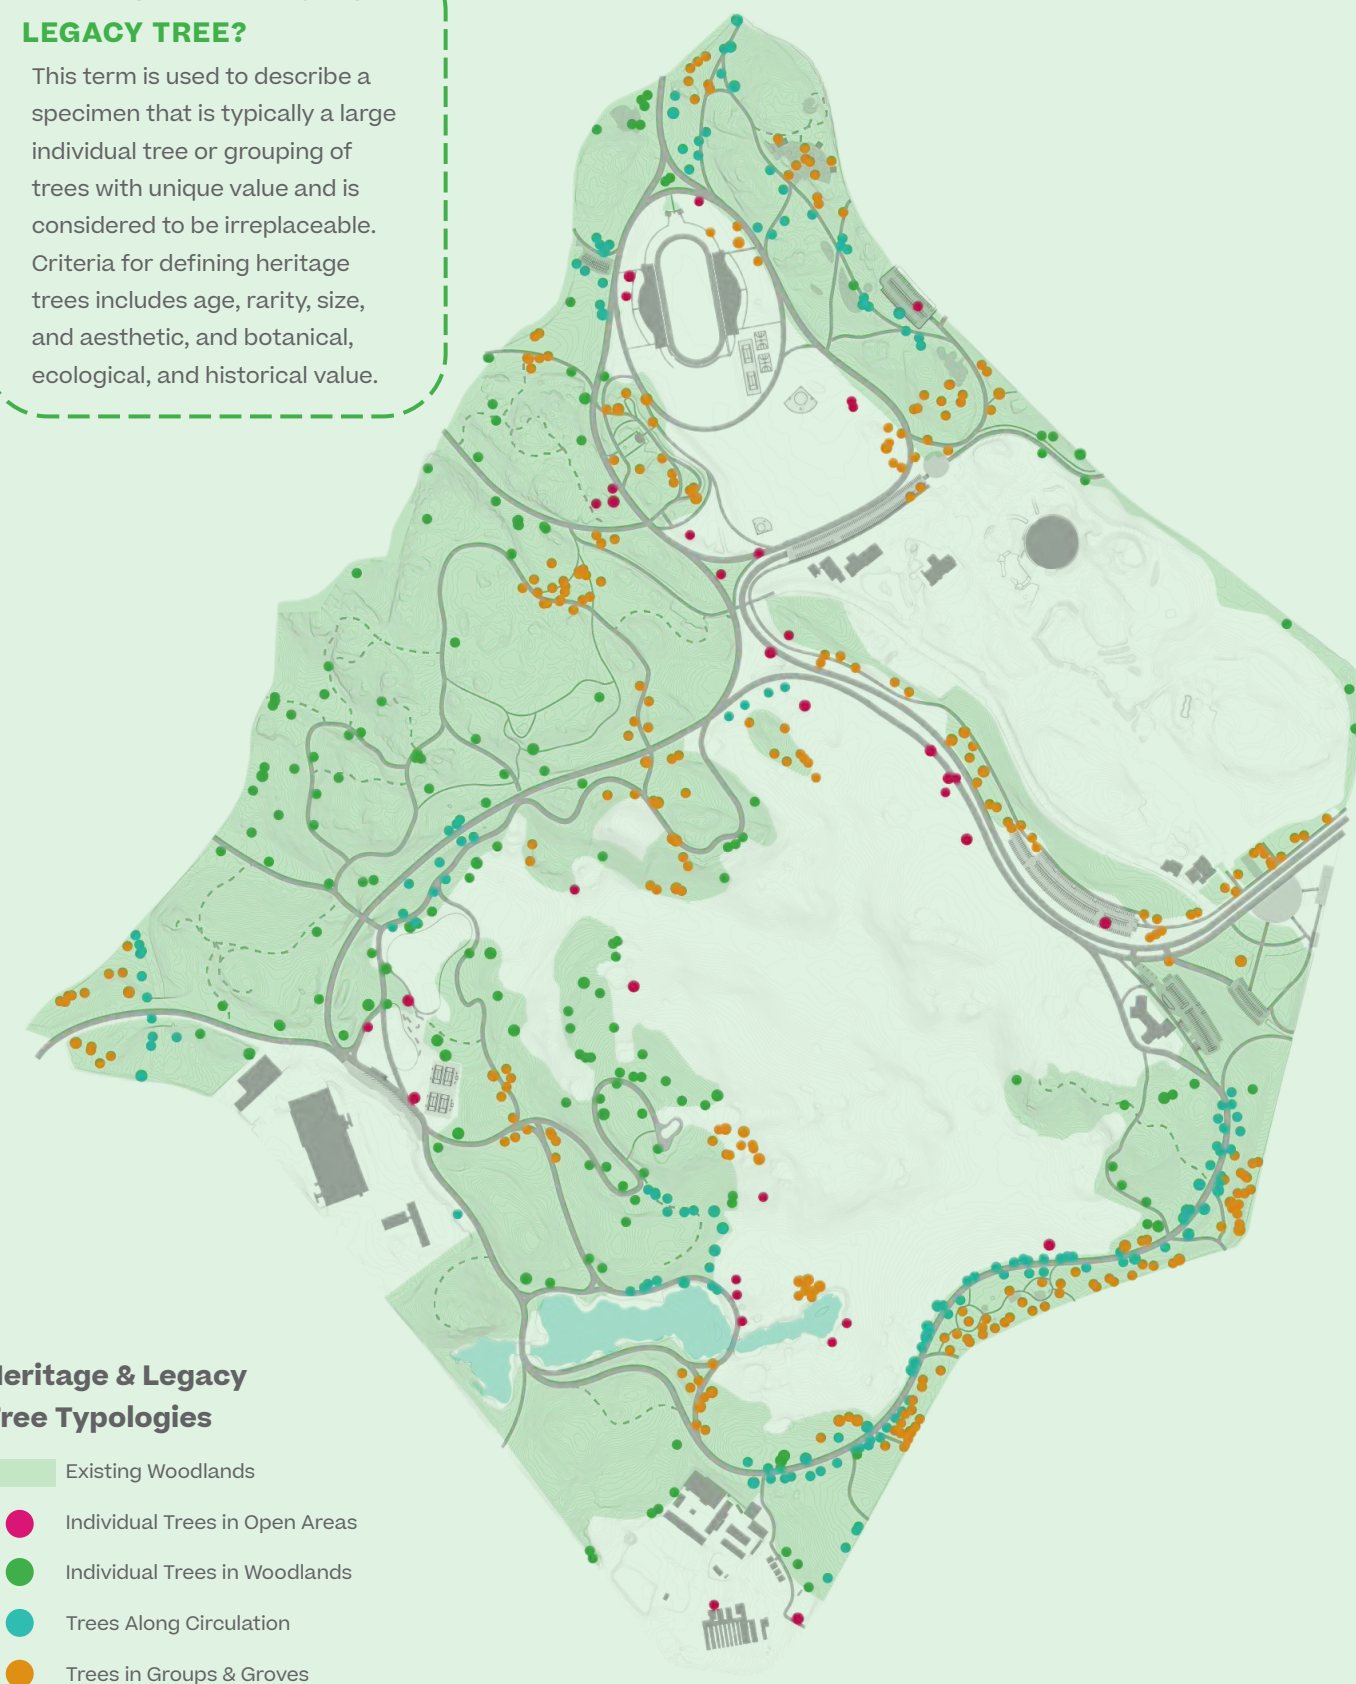 LEGACY TREE?
This term is used to describe a
specimen that is typically a large
individual tree or grouping of
trees with unique value and is
considered to be irreplaceable.
Criteria for defining heritage
trees includes age, rarity, size,
and aesthetic, and botanical,
ecological, and historical value.
eritage & Legacy
ree Typologies
Existing Woodlands
Individual Trees in Open Areas
Individual Trees in Woodlands
Trees Along Circulation
Trees in Groups & Groves